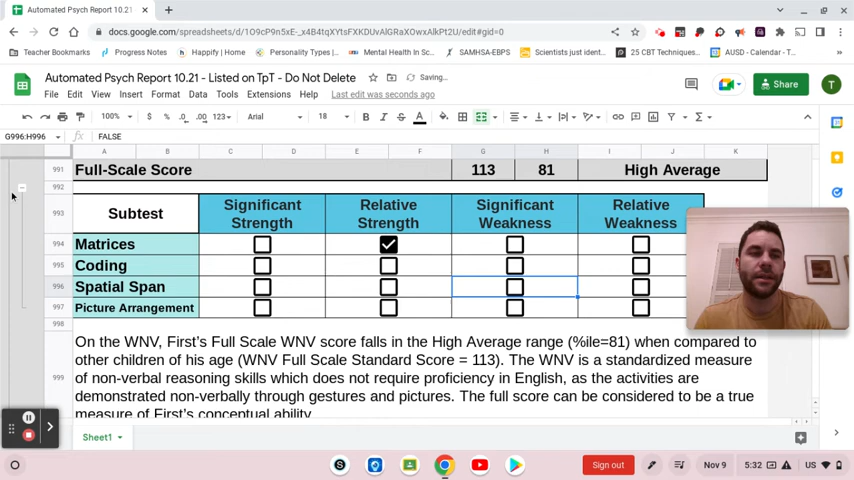 Automated Psych Report 10.21 - Listed on TpT
docs.google.com/spreadsheets/d/1O9cP9n5xE-_x4B4tqXYtsFXKDUvAlGRaXOwxAlkPt2U/edit#gid=0
Teacher Bookmarks
Progress Notes
Happify | Home
Personality Types |...
Mental Health In Sc...
SAMHSA-EBPS
Scientists just ident...
25 CBT Techniques...
AUSD - Calendar - T...
Automated Psych Report 10.21 - Listed on TpT - Do Not Delete
Saving...
File Edit View Insert Format Data Tools Extensions Help Last edit was seconds ago
Share
T
100% $ % .0 .00 123 Arial 18 B I S A
G996:H996 fx FALSE
A B C D E F G H I J K
991 Full-Scale Score 113 81 High Average
992
993 Subtest Significant Strength Relative Strength Significant Weakness Relative Weakness
994 Matrices
995 Coding
996 Spatial Span
997 Picture Arrangement
998
On the WNV, First's Full Scale WNV score falls in the High Average range (%ile=81) when compared to
other children of his age (WNV Full Scale Standard Score = 113). The WNV is a standardized measure
999 of non-verbal reasoning skills which does not require proficiency in English, as the activities are
demonstrated non-verbally through gestures and pictures. The full score can be considered to be a true
measure of First's conceptual ability.
Sheet1
Sign out
Nov 9
5:32
US